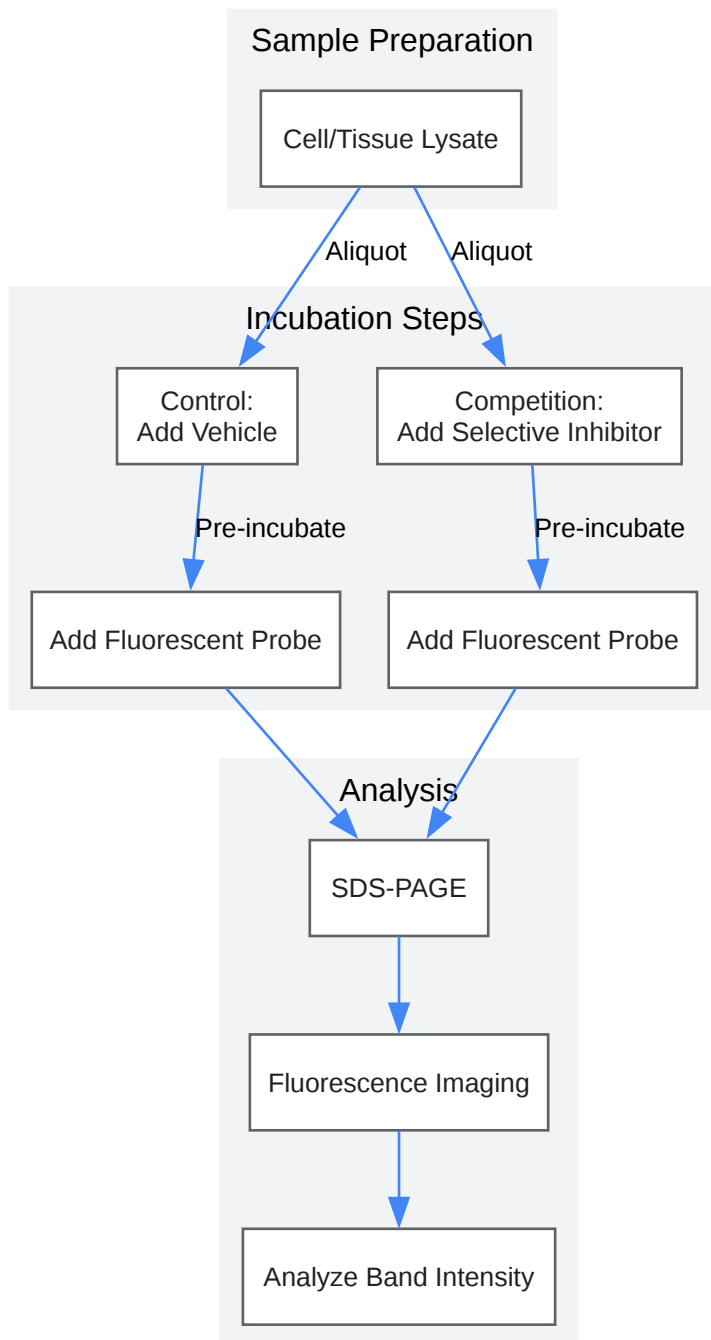 Sample Preparation
Cell/Tissue Lysate
Aliquot
Aliquot
Incubation Steps
Control:
Add Vehicle
Competition:
Add Selective Inhibitor
Pre-incubate
Pre-incubate
Add Fluorescent Probe
Add Fluorescent Probe
Analysis
SDS-PAGE
Fluorescence Imaging
Analyze Band Intensity